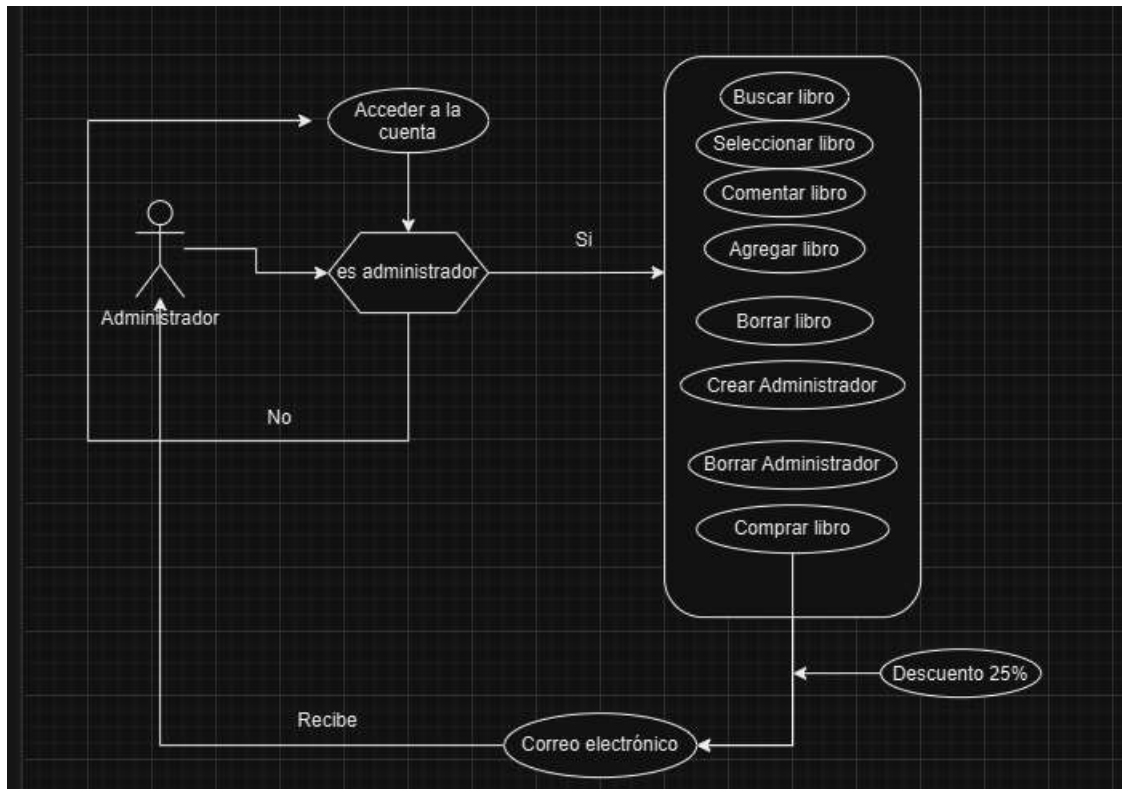 Acceder a la
cuenta
Buscar libro
Seleccionar libro
Comentar libro
Agregar libro
Borrar libro
Crear Administrador
Borrar Administrador
Comprar libro
Si
es administrador
Administrador
No
Descuento 25%
Recibe
Correo electrónico